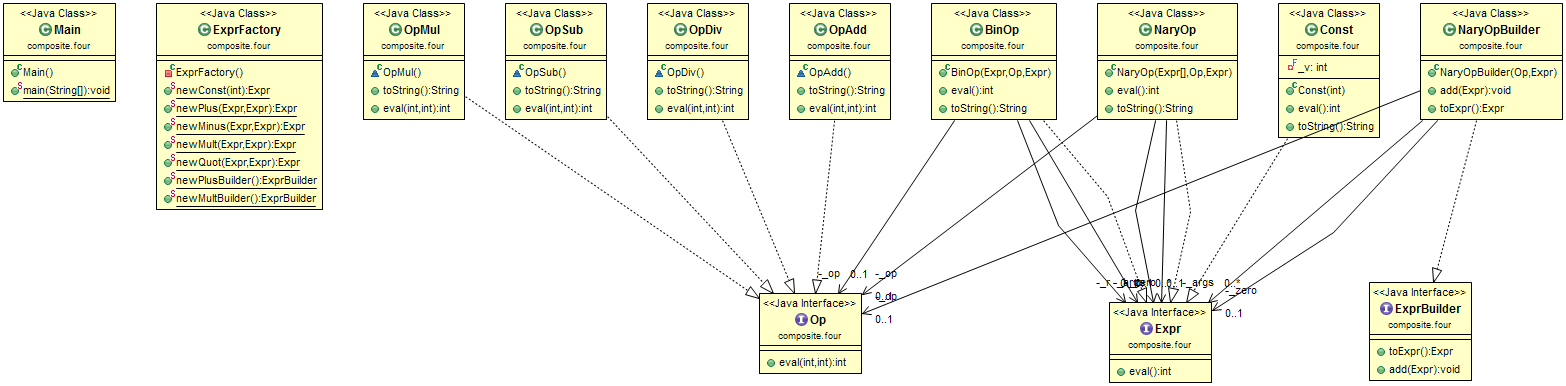 <<Java Class>>
Main
composite.four
Main()
main(String[]):void
<<Java Class>>
ExprFactory
composite.four
ExprFactory()
newConst(int):Expr
newPlus(Expr,Expr):Expr
newMinus(Expr,Expr):Expr
newMult(Expr,Expr):Expr
newQuot(Expr,Expr):Expr
newPlusBuilder():ExprBuilder
newMultBuilder():ExprBuilder
<<Java Class>>
OpMul
composite.four
OpMul()
toString():String
eval(int,int):int
<<Java Class>>
OpSub
composite.four
OpSub()
toString():String
eval(int,int):int
<<Java Class>>
OpDiv
composite.four
OpDiv()
toString():String
eval(int,int):int
<<Java Class>>
OpAdd
composite.four
OpAdd()
toString():String
eval(int,int):int
<<Java Class>>
BinOp
composite.four
BinOp(Expr,Op,Expr)
eval():int
toString():String
<<Java Class>>
NaryOp
composite.four
NaryOp(Expr[],Op,Expr)
eval():int
toString():String
<<Java Class>>
Const
composite.four
_v: int
Const(int)
eval():int
toString():String
<<Java Class>>
NaryOpBuilder
composite.four
NaryOpBuilder(Op,Expr)
add(Expr):void
toExpr():Expr
-_op
0..1
-_op
0..1
-_r
-_args
0..*
-_zero
0..1
<<Java Interface>>
Op
composite.four
eval(int,int):int
<<Java Interface>>
Expr
composite.four
eval():int
<<Java Interface>>
ExprBuilder
composite.four
toExpr():Expr
add(Expr):void